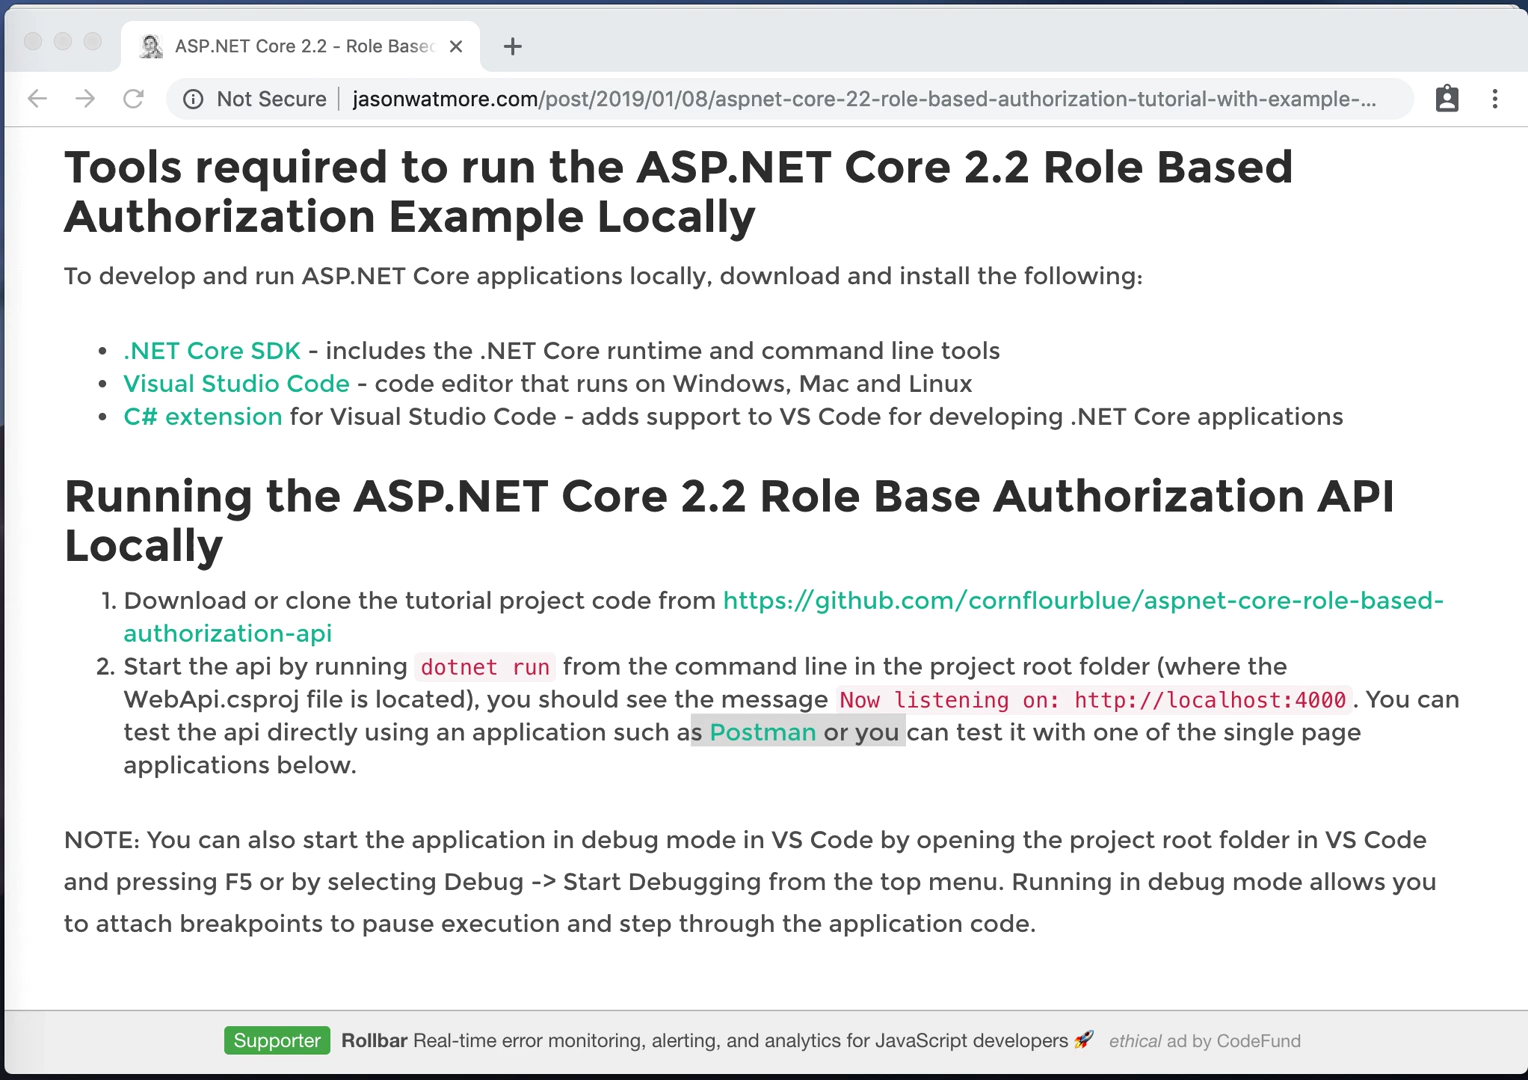 ASP.NET Core 2.2 - Role Based
Not Secure | jasonwatmore.com/post/2019/01/08/aspnet-core-22-role-based-authorization-tutorial-with-example-...
Tools required to run the ASP.NET Core 2.2 Role Based
Authorization Example Locally
To develop and run ASP.NET Core applications locally, download and install the following:
• .NET Core SDK - includes the .NET Core runtime and command line tools
• Visual Studio Code - code editor that runs on Windows, Mac and Linux
• C# extension for Visual Studio Code - adds support to VS Code for developing .NET Core applications
Running the ASP.NET Core 2.2 Role Base Authorization API
Locally
1. Download or clone the tutorial project code from https://github.com/cornflourblue/aspnet-core-role-based-
authorization-api
2. Start the api by running dotnet run from the command line in the project root folder (where the
WebApi.csproj file is located), you should see the message Now listening on: http://localhost:4000. You can
test the api directly using an application such as Postman or you can test it with one of the single page
applications below.
NOTE: You can also start the application in debug mode in VS Code by opening the project root folder in VS Code
and pressing F5 or by selecting Debug -> Start Debugging from the top menu. Running in debug mode allows you
to attach breakpoints to pause execution and step through the application code.
Supporter Rollbar Real-time error monitoring, alerting, and analytics for JavaScript developers 🚀 ethical ad by CodeFund